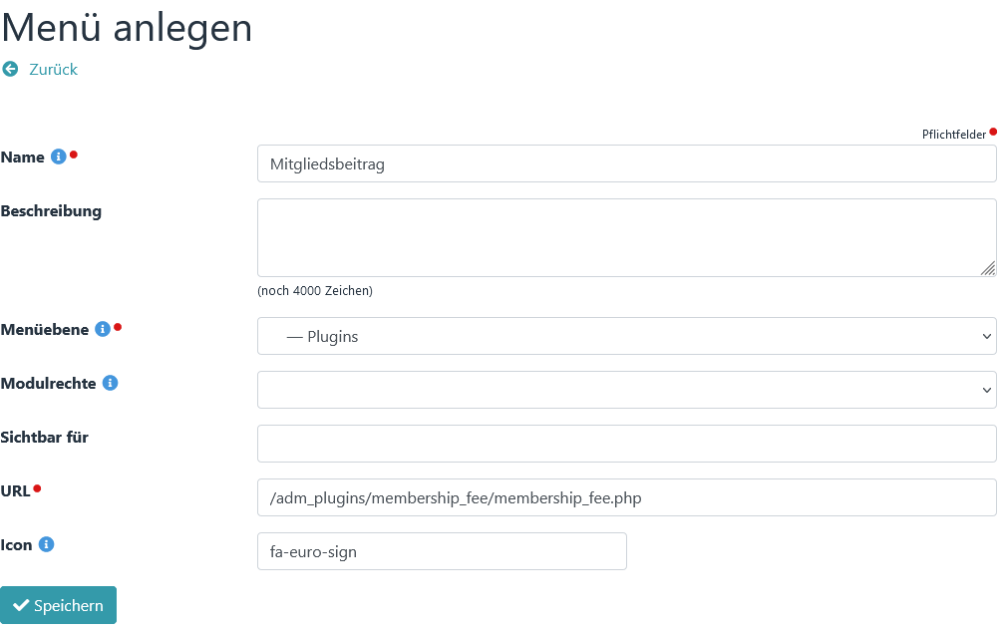 Menü anlegen
Zurück
Pflichtfelder
Name
Mitgliedsbeitrag
Beschreibung
(noch 4000 Zeichen)
Menüebene
— Plugins
Modulrechte
Sichtbar für
URL
/adm_plugins/membership_fee/membership_fee.php
Icon
fa-euro-sign
Speichern